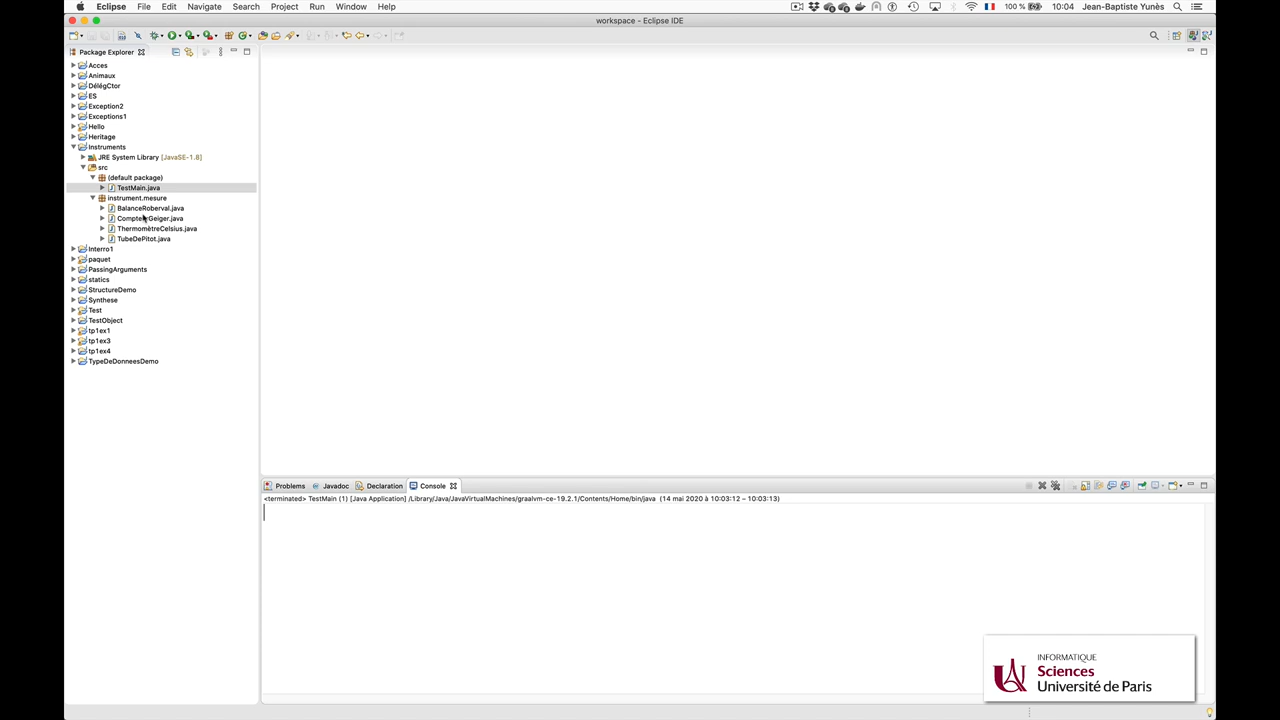 Eclipse File Edit Navigate Search Project Run Window Help 100 % 10:04 Jean-Baptiste Yunès
workspace - Eclipse IDE
Package Explorer
Acces
Animaux
DélégCtor
ES
Exception2
Exceptions1
Hello
Heritage
Instruments
JRE System Library [JavaSE-1.8]
src
(default package)
TestMain.java
instrument.mesure
BalanceRoberval.java
CompteurGeiger.java
ThermomètreCelsius.java
TubeDePitot.java
Interro1
paquet
PassingArguments
statics
StructureDemo
Synthese
Test
TestObject
tp1ex1
tp1ex3
tp1ex4
TypeDeDonneesDemo
Problems Javadoc Declaration Console
<terminated> TestMain (1) [Java Application] /Library/Java/JavaVirtualMachines/graalvm-ce-19.2.1/Contents/Home/bin/java (14 mai 2020 à 10:03:12 – 10:03:13)
INFORMATIQUE
Sciences
Université de Paris